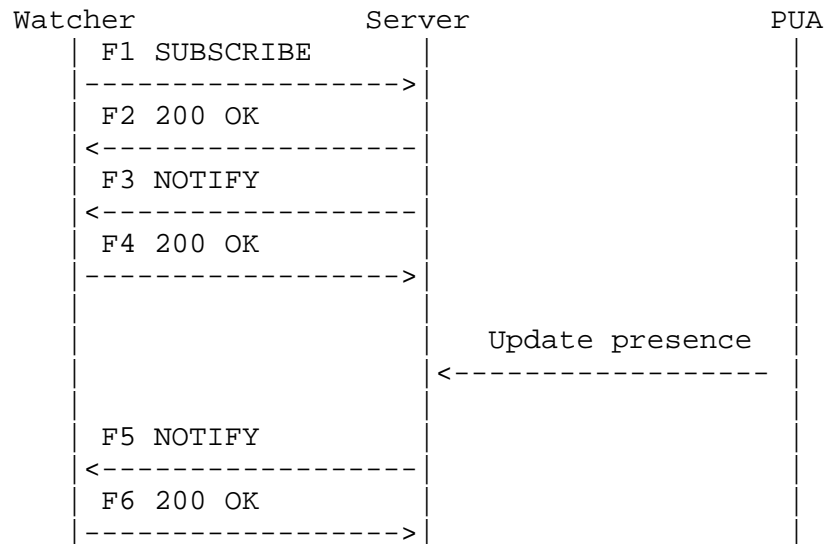 Watcher Server PUA
F1 SUBSCRIBE
F2 200 OK
F3 NOTIFY
F4 200 OK
Update presence
F5 NOTIFY
F6 200 OK